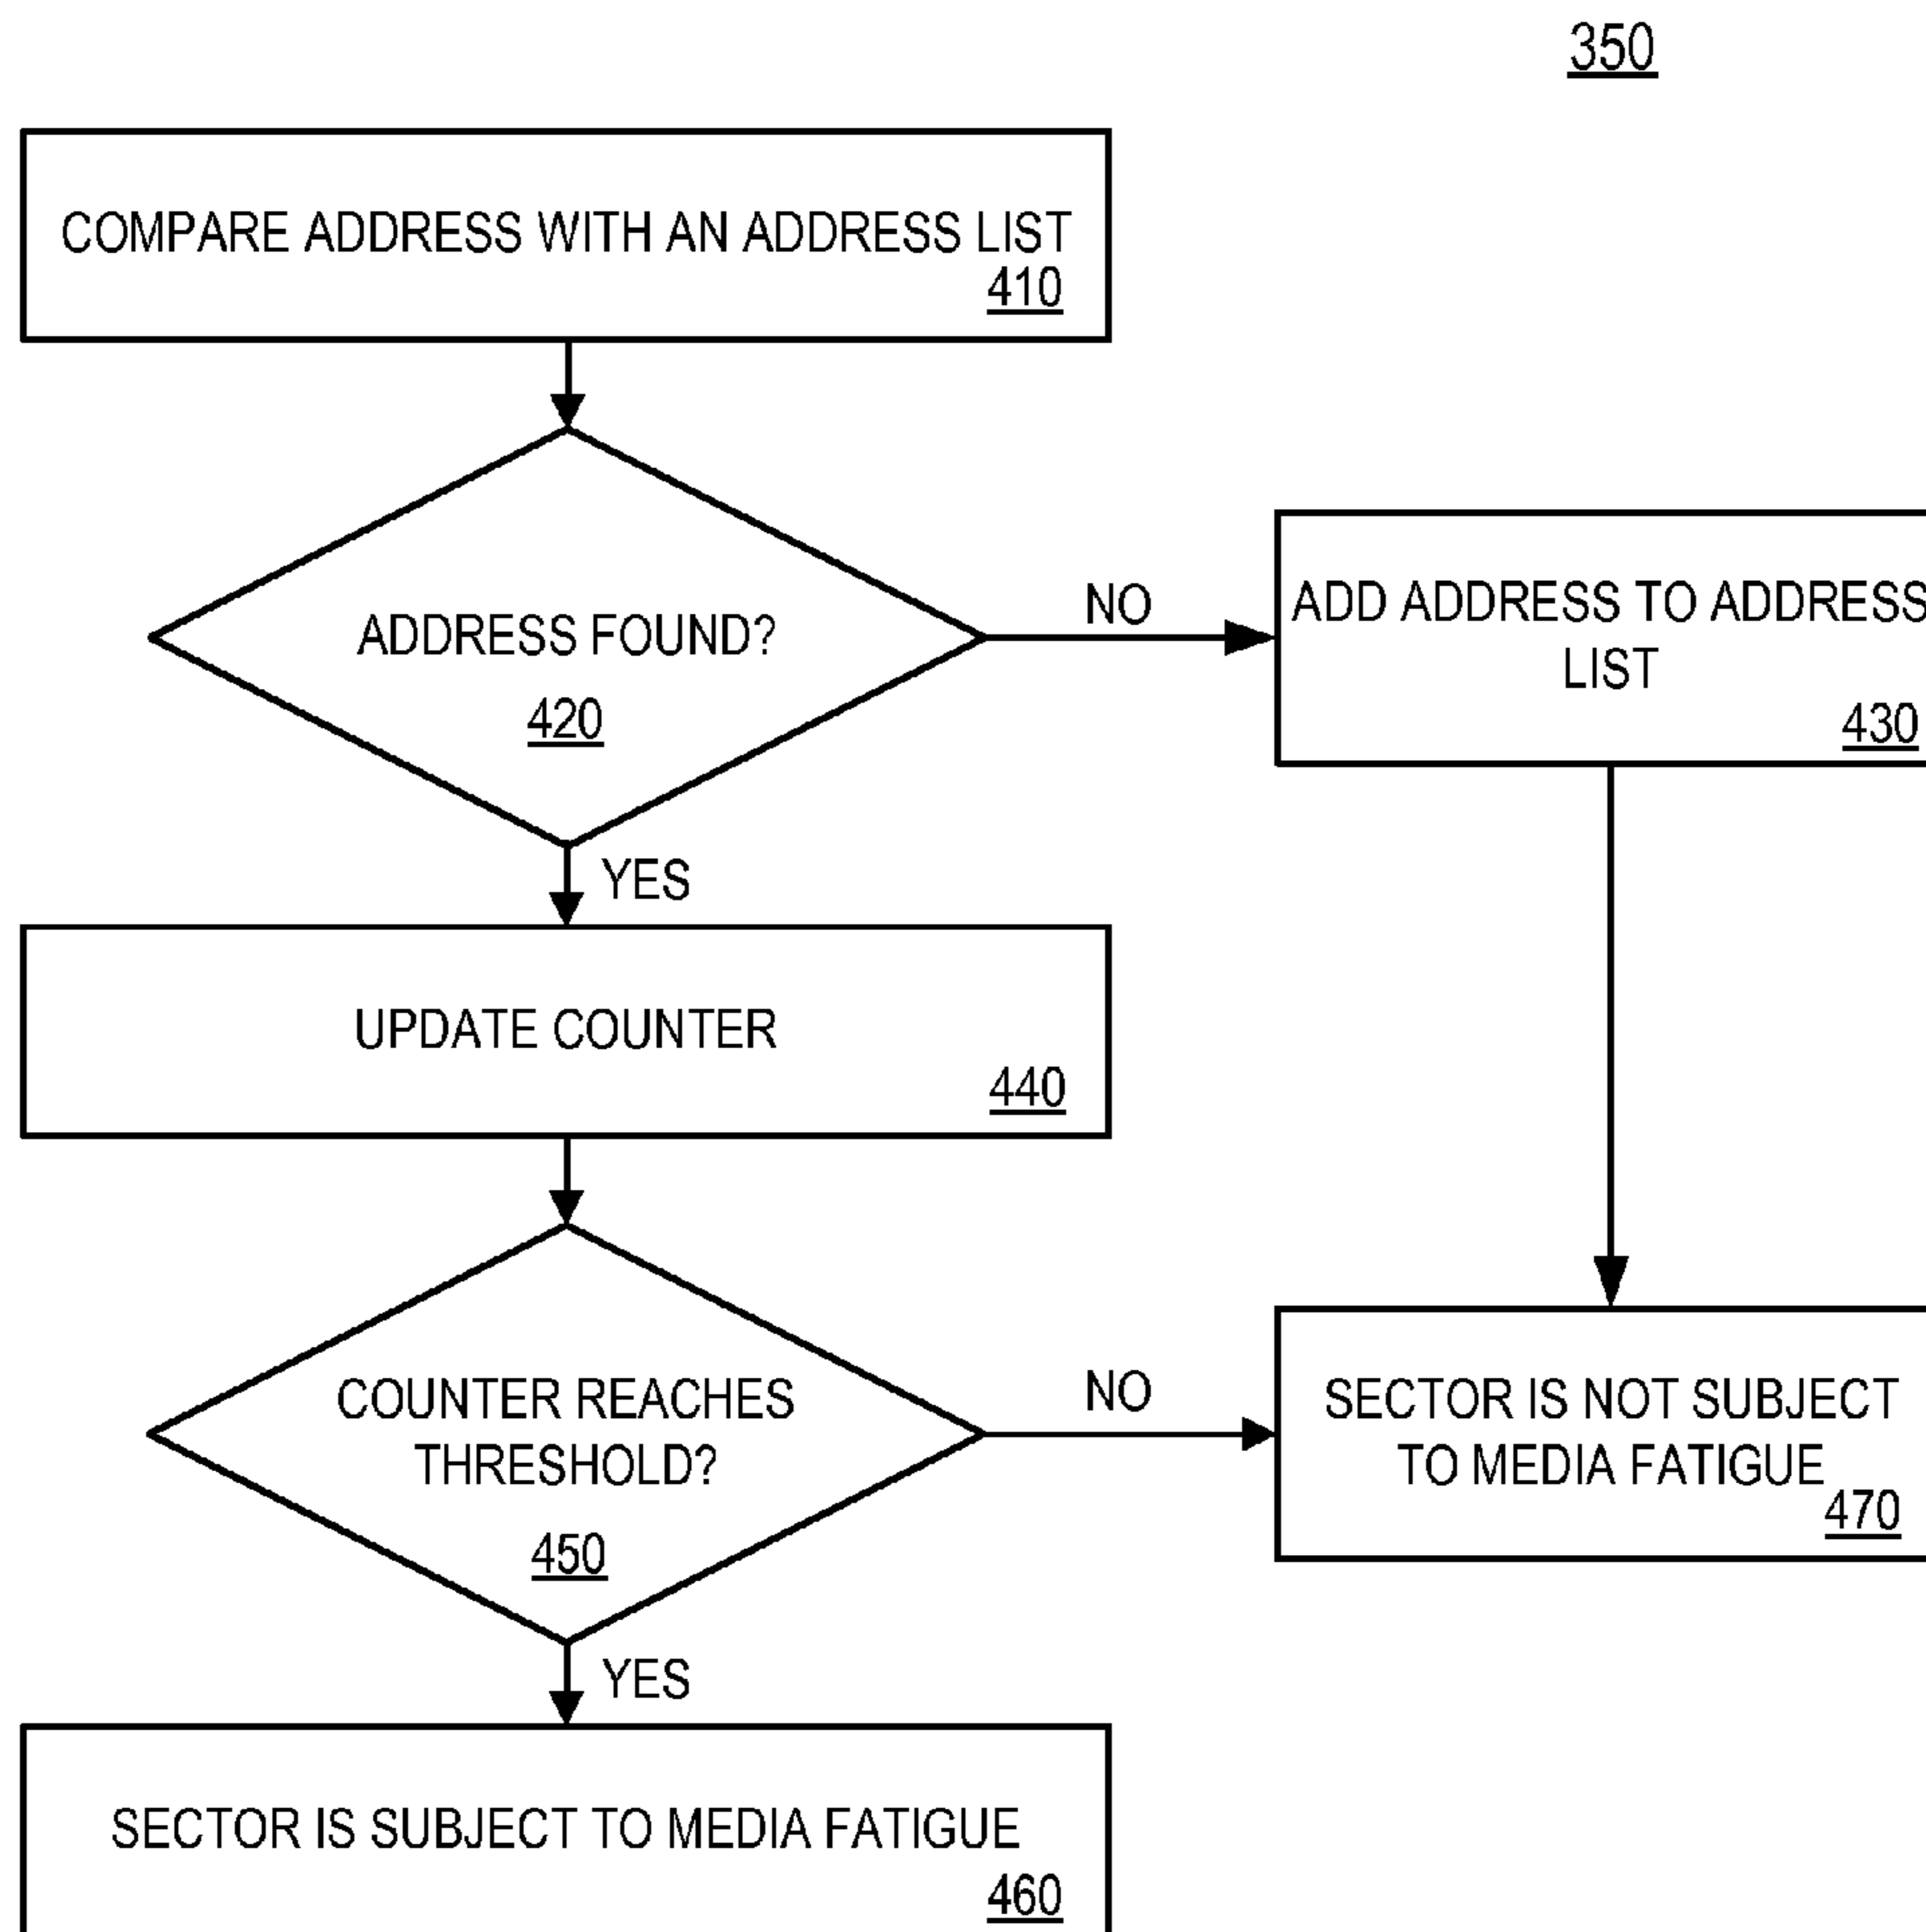 350
COMPARE ADDRESS WITH AN ADDRESS LIST
410
ADDRESS FOUND?
420
NO
ADD ADDRESS TO ADDRESS
LIST
430
YES
UPDATE COUNTER
440
COUNTER REACHES
THRESHOLD?
450
NO
SECTOR IS NOT SUBJECT
TO MEDIA FATIGUE
470
YES
SECTOR IS SUBJECT TO MEDIA FATIGUE
460